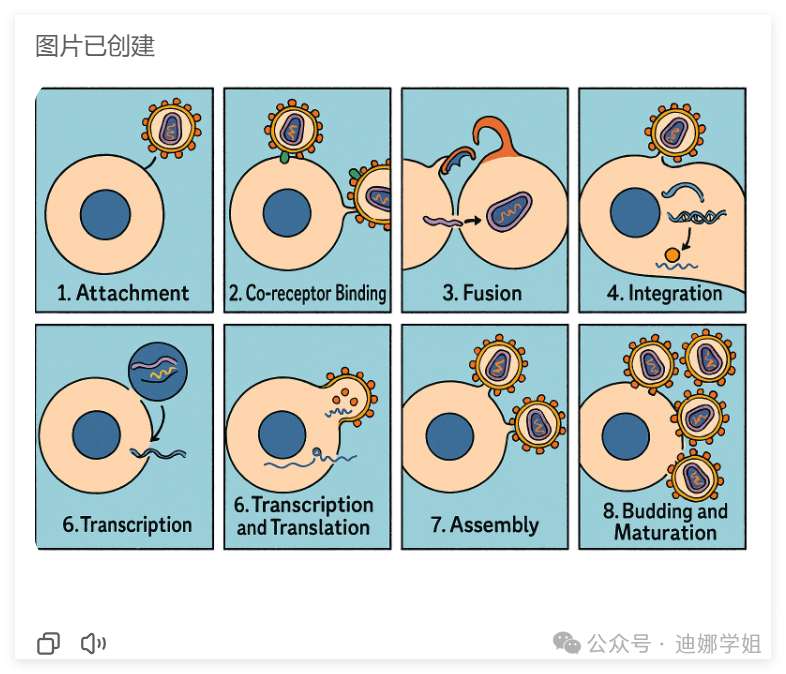 图片已创建
1. Attachment
2. Co-receptor Binding
3. Fusion
4. Integration
6. Transcription
6. Transcription
and Translation
7. Assembly
8. Budding and
Maturation
公众号 · 迪娜学姐